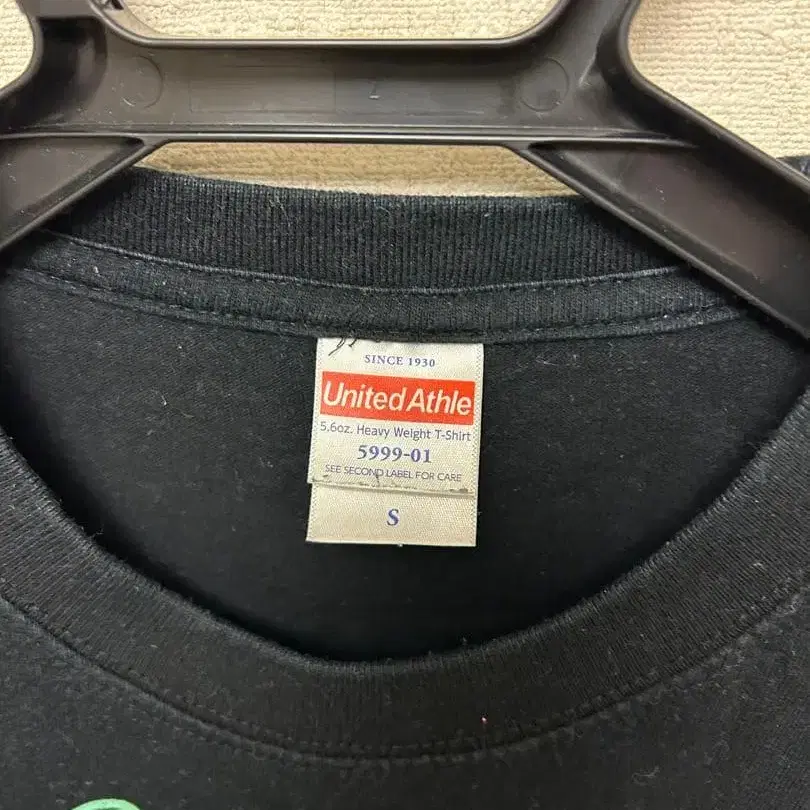 SINCE 1930
United Athle
5.6oz. Heavy Weight T-Shirt
5999-01
SEE SECOND LABEL FOR CARE
S